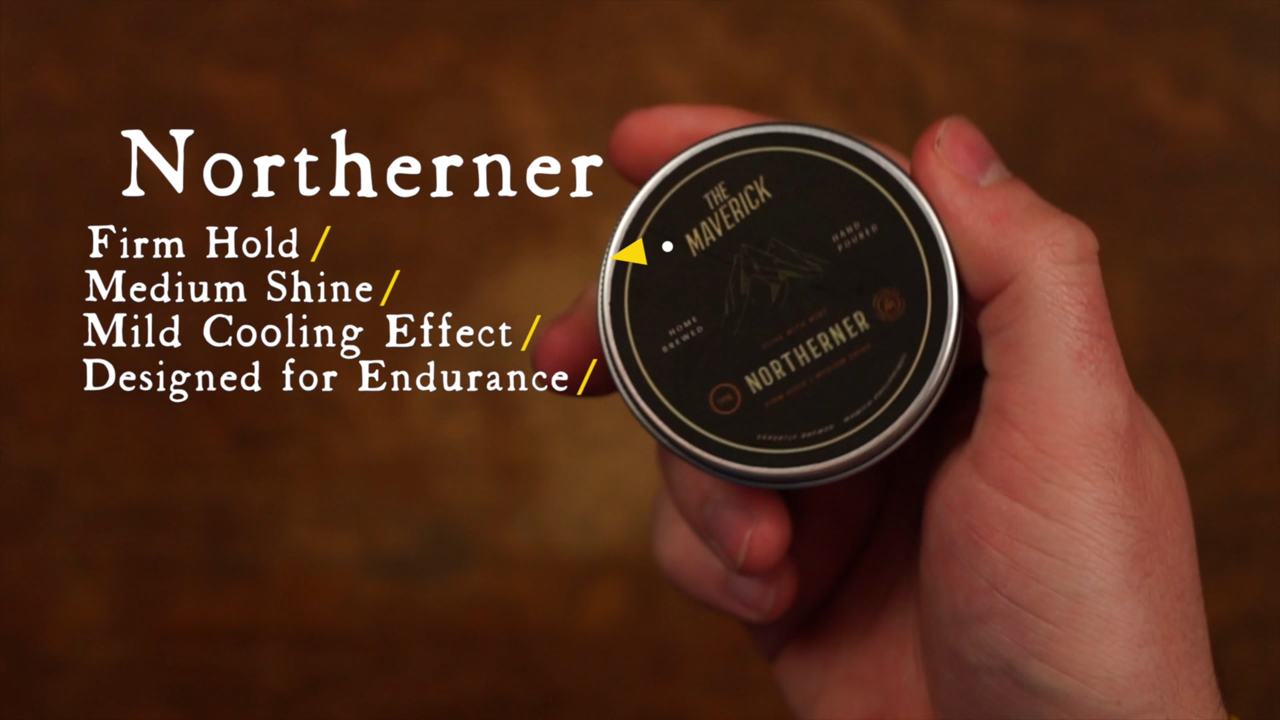 Northerner
Firm Hold /
Medium Shine /
Mild Cooling Effect /
Designed for Endurance /
THE
MAVERICK
HAND
POURED
HOME
BREWED
NORTHERNER